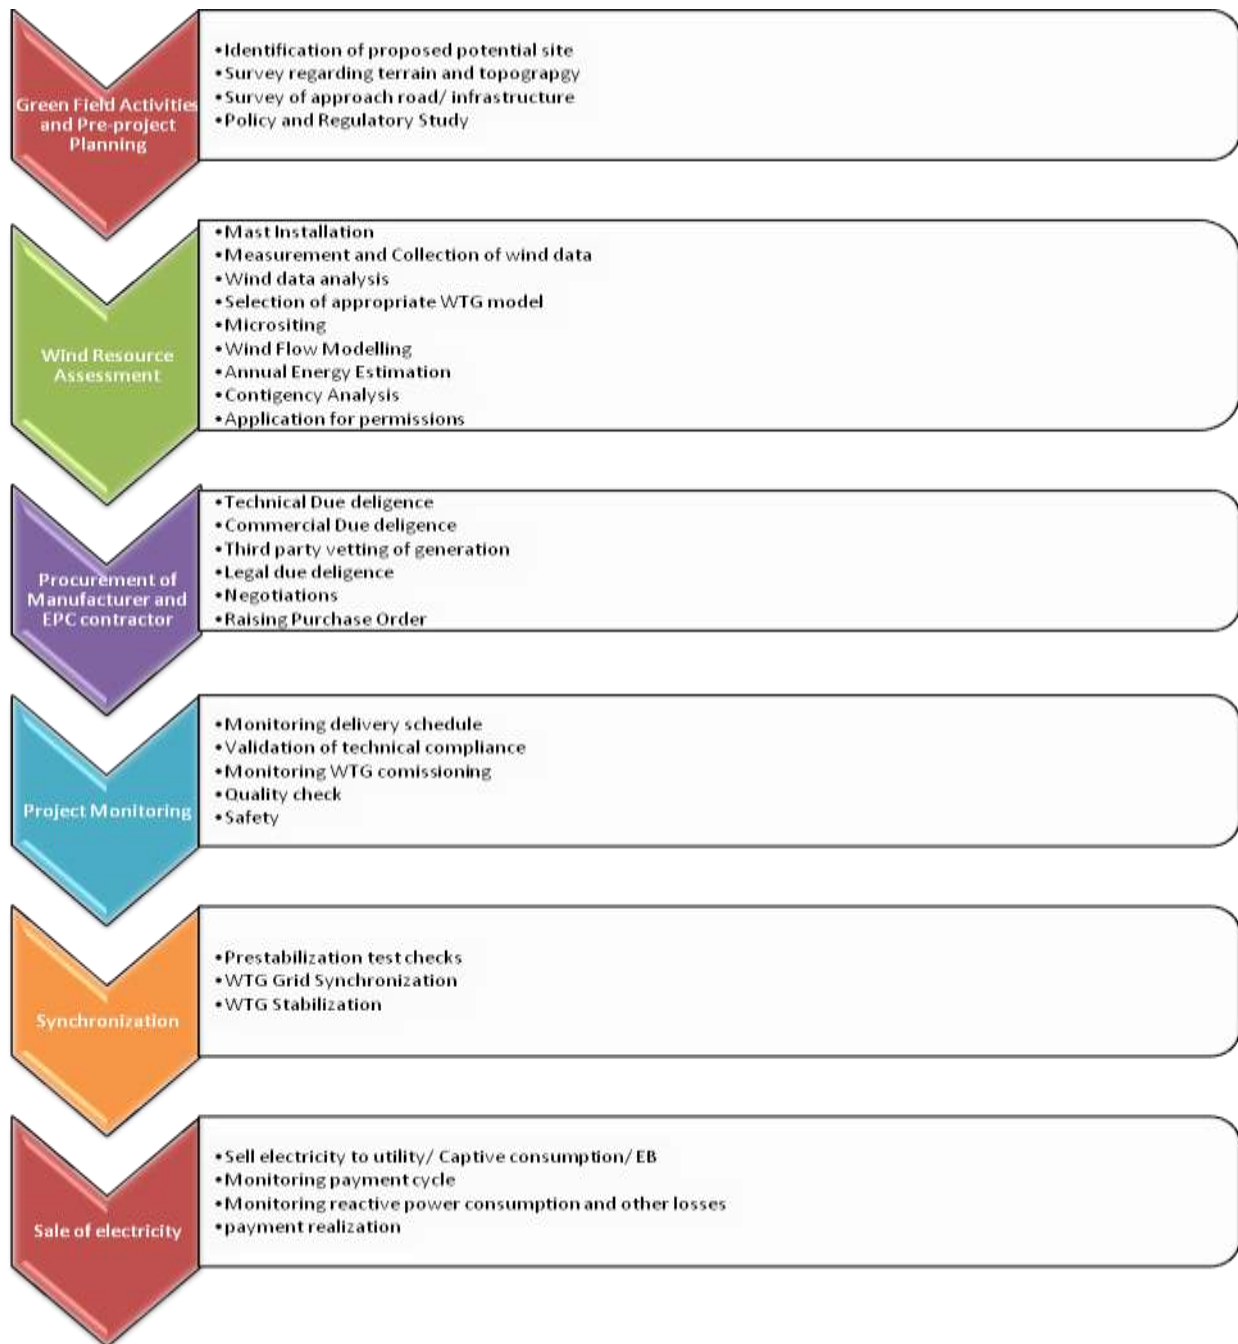 Green Field Activities
and Pre-project
Planning
•Identification of proposed potential site
•Survey regarding terrain and topograpgy
•Survey of approach road/ infrastructure
•Policy and Regulatory Study
Wind Resource
Assessment
•Mast Installation
•Measurement and Collection of wind data
•Wind data analysis
•Selection of appropriate WTG model
•Micrositing
•Wind Flow Modelling
•Annual Energy Estimation
•Contigency Analysis
•Application for permissions
Procurement of
Manufacturer and
EPC contractor
•Technical Due deligence
•Commercial Due deligence
•Third party vetting of generation
•Legal due deligence
•Negotiations
•Raising Purchase Order
Project Monitoring
•Monitoring delivery schedule
•Validation of technical compliance
•Monitoring WTG comissioning
•Quality check
•Safety
Synchronization
•Prestabilization test checks
•WTG Grid Synchronization
•WTG Stabilization
Sale of electricity
•Sell electricity to utility/ Captive consumption/ EB
•Monitoring payment cycle
•Monitoring reactive power consumption and other losses
•payment realization